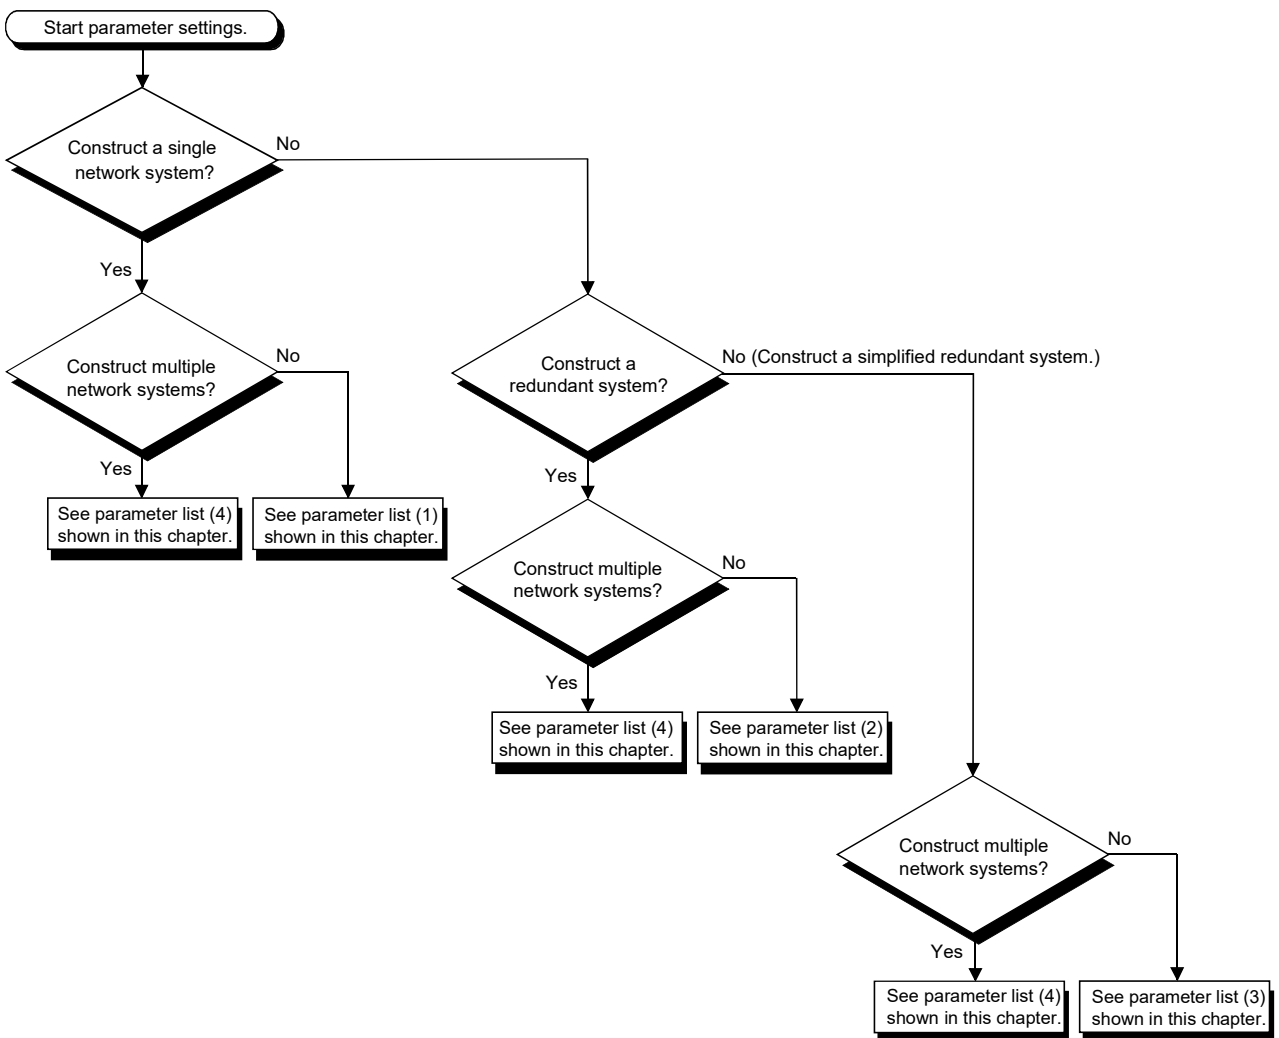 Start parameter settings.
Construct a single
network system?
No
Yes
Construct multiple
network systems?
No
Yes
See parameter list (4)
shown in this chapter.
See parameter list (1)
shown in this chapter.
Construct a
redundant system?
No (Construct a simplified redundant system.)
Yes
Construct multiple
network systems?
No
Yes
See parameter list (4)
shown in this chapter.
See parameter list (2)
shown in this chapter.
Construct multiple
network systems?
No
Yes
See parameter list (4)
shown in this chapter.
See parameter list (3)
shown in this chapter.